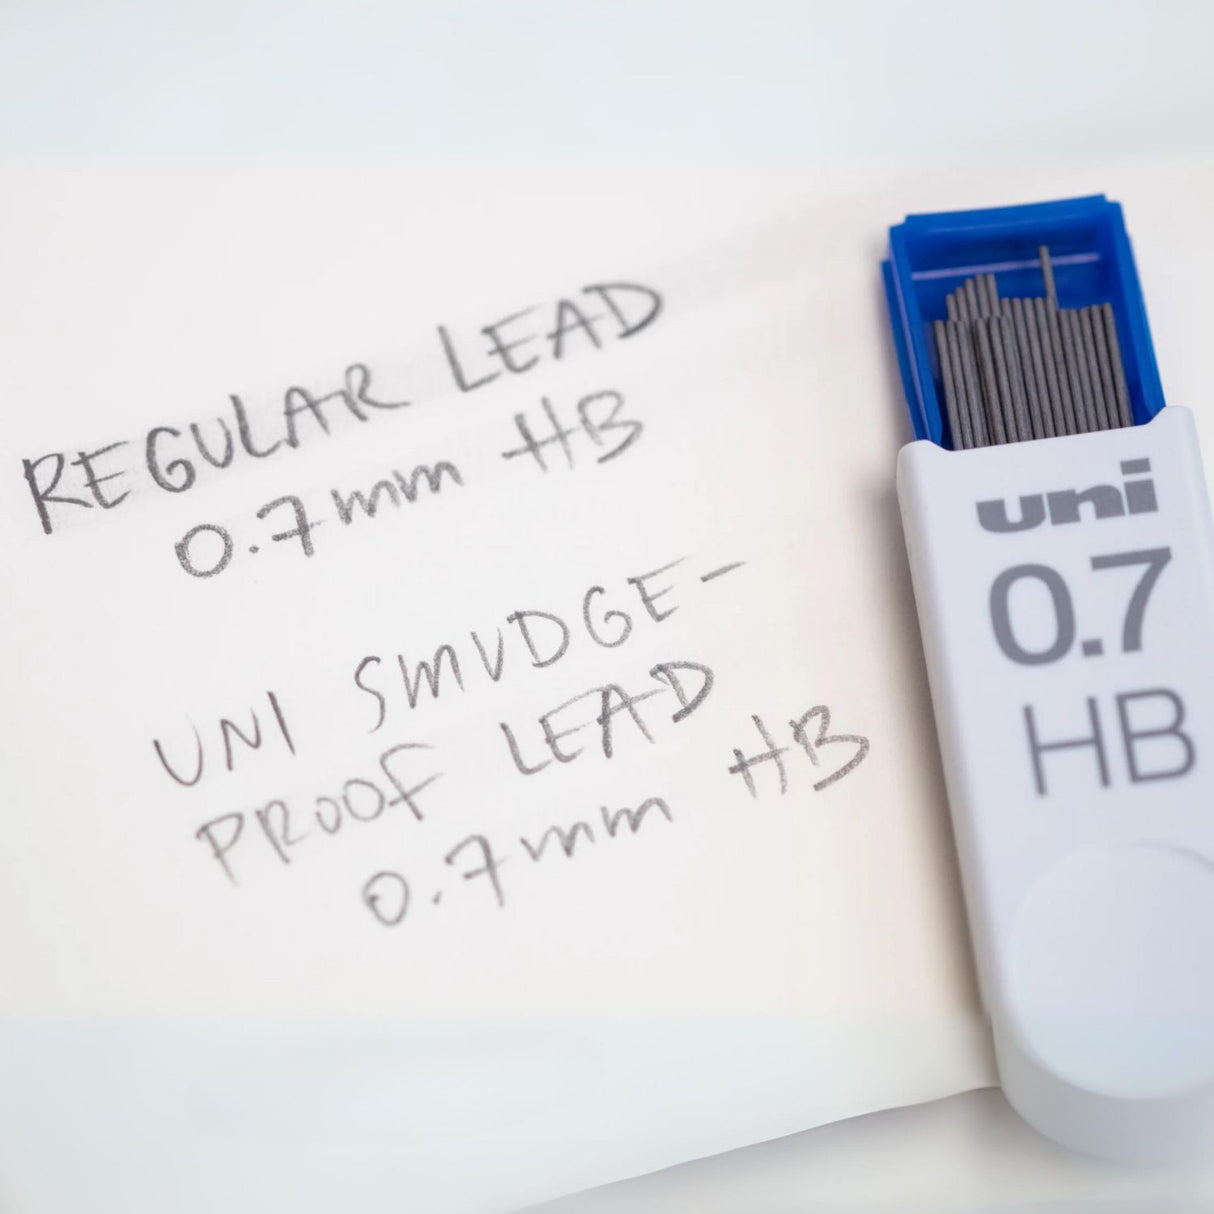 REGULAR LEAD
0.7mm HB
UNI SMUDGE-
PROOF LEAD
0.7mm HB
uni
0.7
HB